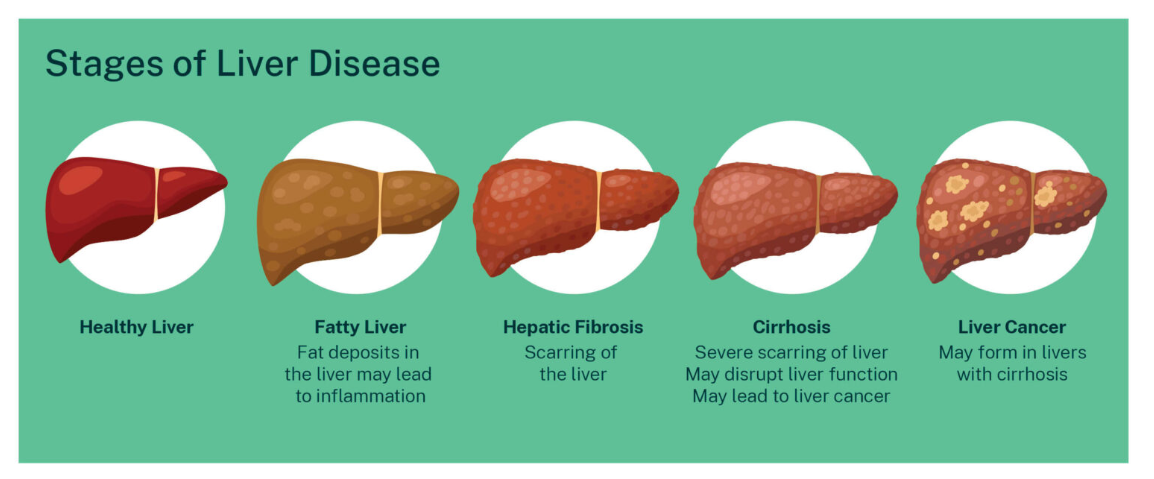 Stages of Liver Disease
Healthy Liver
Fatty Liver
Fat deposits in
the liver may lead
to inflammation
Hepatic Fibrosis
Scarring of
the liver
Cirrhosis
Severe scarring of liver
May disrupt liver function
May lead to liver cancer
Liver Cancer
May form in livers
with cirrhosis